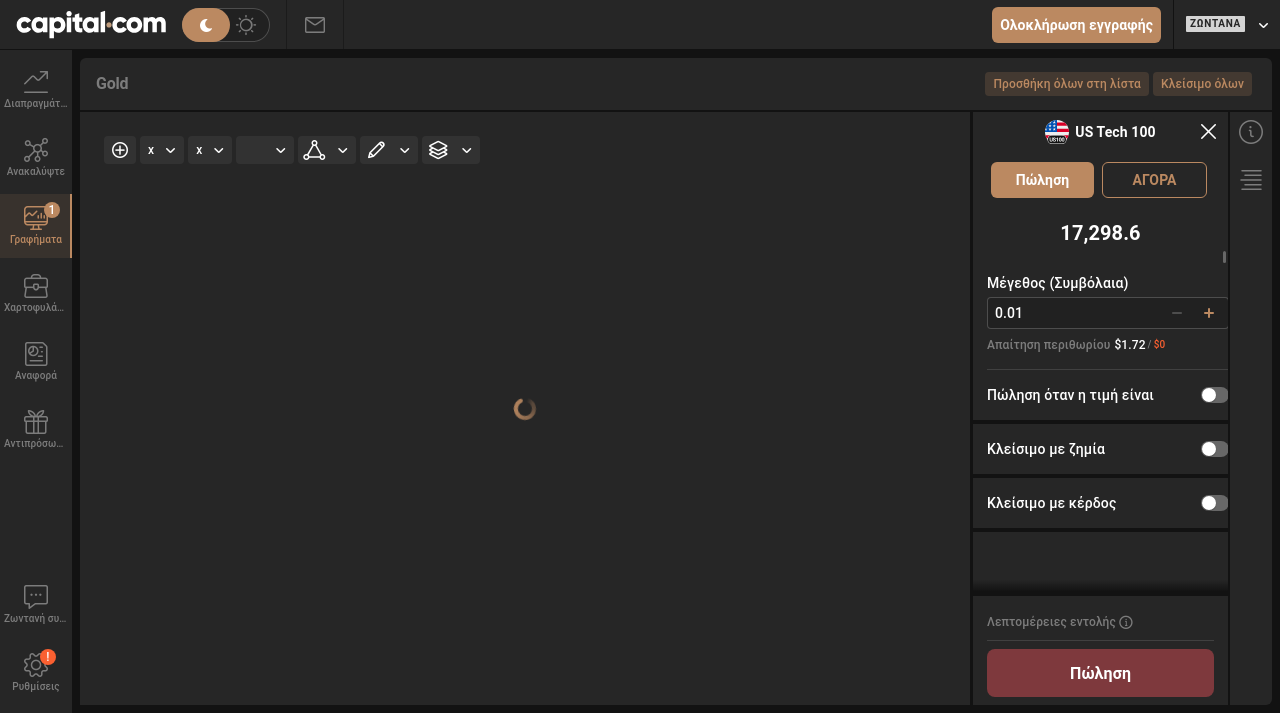 capital.com
Ολοκλήρωση εγγραφής
ΖΩΝΤΑΝΑ
Διαπραγμάτ...
Ανακαλύψτε
1
Γραφήματα
Χαρτοφυλά...
Αναφορά
Αντιπρόσω...
Ζωντανή συ...
!
Ρυθμίσεις
Gold
Προσθήκη όλων στη λίστα
Κλείσιμο όλων
x
x
US100
US Tech 100
Πώληση
ΑΓΟΡΑ
17,298.6
Μέγεθος (Συμβόλαια)
0.01
Απαίτηση περιθωρίου $1.72 / $0
Πώληση όταν η τιμή είναι
Κλείσιμο με ζημία
Κλείσιμο με κέρδος
Λεπτομέρειες εντολής
Πώληση